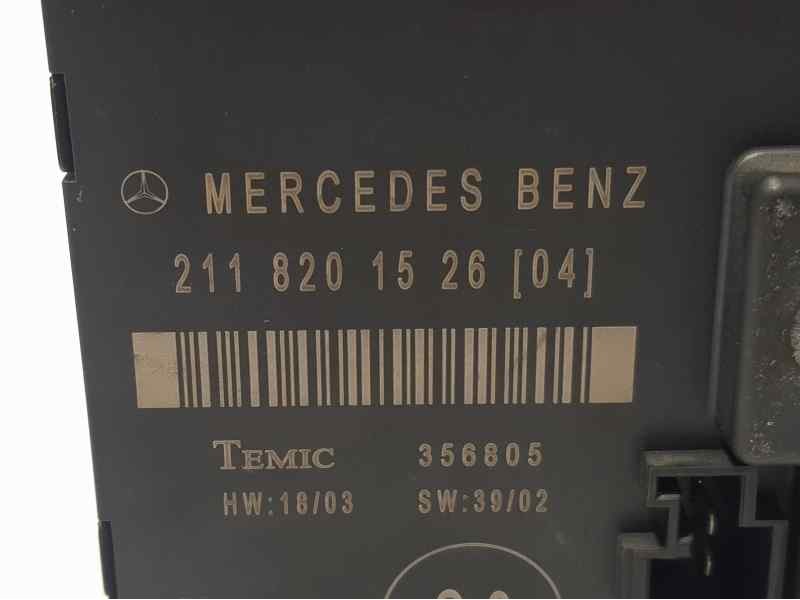 MERCEDES BENZ
211 820 15 26 [04]
TEMIC 356805
HW:18/03 SW:39/02